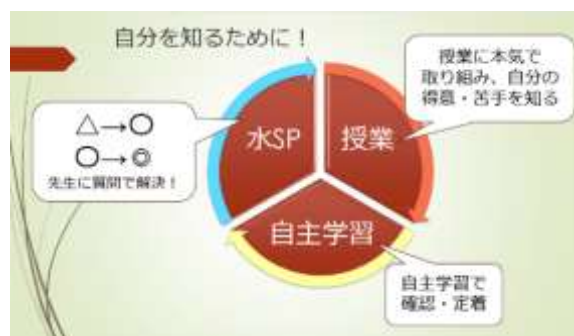 自分を知るために！
授業に本気で
取り組み、自分の
得意・苦手を知る
△→○
○→◎
先生に質問で解決！
水SP
授業
自主学習
自主学習で
確認・定着